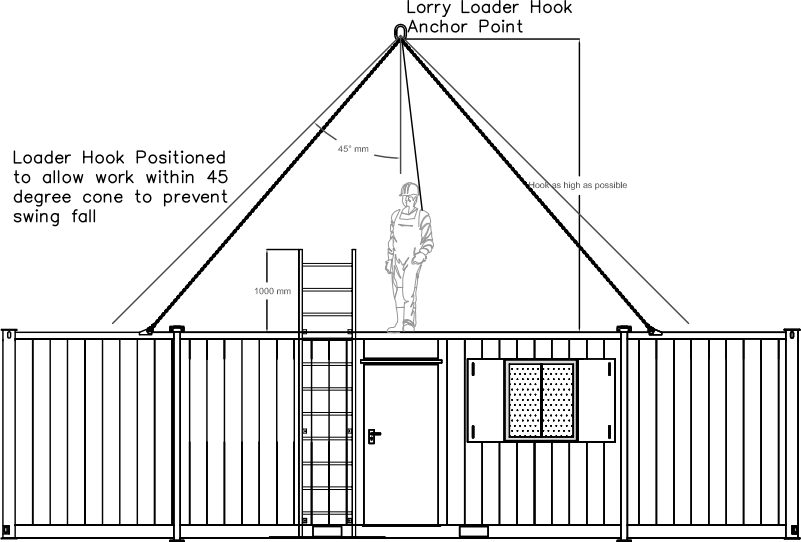 Lorry Loader Hook
Anchor Point
45° mm
Loader Hook Positioned
to allow work within 45
degree cone to prevent
swing fall
Hook as high as possible
1000 mm